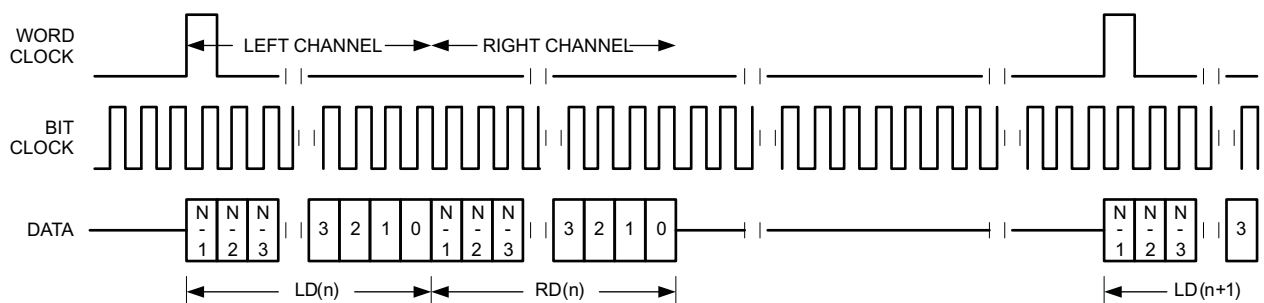 WORD
CLOCK
LEFT CHANNEL
RIGHT CHANNEL
BIT
CLOCK
DATA
N-1 N-2 N-3 3 2 1 0 N-1 N-2 N-3 3 2 1 0 N-1 N-2 N-3 3
LD(n)
RD(n)
LD(n+1)